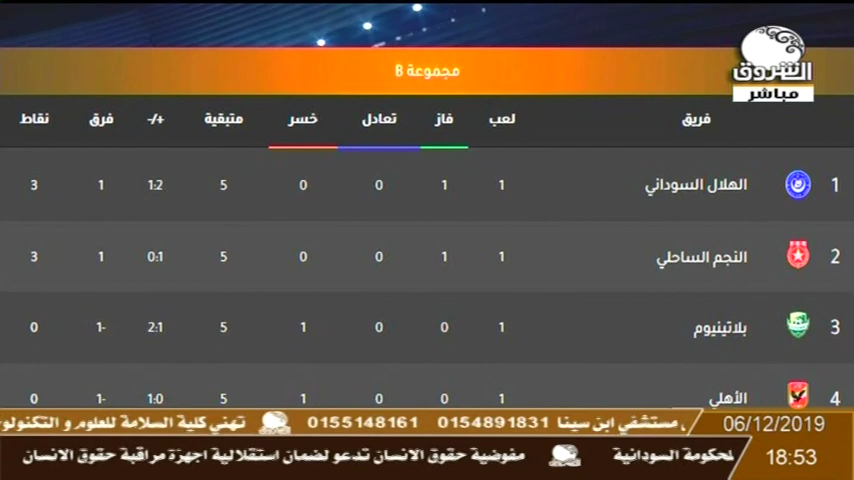 الشروق
مباشر
مجموعة B
فريق لعب فاز تعادل خسر متبقية +/- فرق نقاط
1 الهلال السوداني 1 1 0 0 5 1:2 1 3
2 النجم الساحلي 1 1 0 0 5 0:1 1 3
3 بلاتينيوم 1 0 0 1 5 2:1 1- 0
4 الأهلي 1 0 0 1 5 1:0 1- 0
06/12/2019 مستشفي ابن سينا 0154891831 0155148161 تهني كلية السلامة للعلوم و التكنولو
18:53 لمحكومة السودانية مفوضية حقوق الانسان تدعو لضمان استقلالية اجهزة مراقبة حقوق الانسان